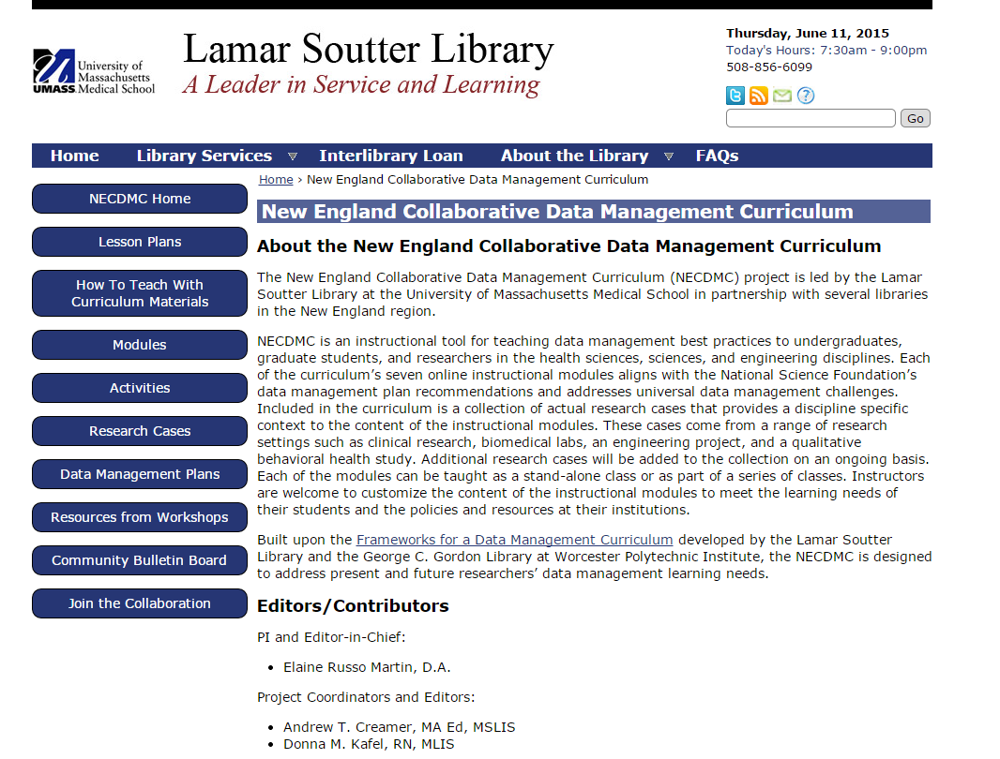 University of
Massachusetts
UMASS. Medical School
Lamar Soutter Library
A Leader in Service and Learning
Thursday, June 11, 2015
Today's Hours: 7:30am - 9:00pm
508-856-6099
Go
Home Library Services Interlibrary Loan About the Library FAQs
NECDMC Home
Lesson Plans
How To Teach With
Curriculum Materials
Modules
Activities
Research Cases
Data Management Plans
Resources from Workshops
Community Bulletin Board
Join the Collaboration
Home › New England Collaborative Data Management Curriculum
New England Collaborative Data Management Curriculum
About the New England Collaborative Data Management Curriculum
The New England Collaborative Data Management Curriculum (NECDMC) project is led by the Lamar
Soutter Library at the University of Massachusetts Medical School in partnership with several libraries
in the New England region.
NECDMC is an instructional tool for teaching data management best practices to undergraduates,
graduate students, and researchers in the health sciences, sciences, and engineering disciplines. Each
of the curriculum's seven online instructional modules aligns with the National Science Foundation's
data management plan recommendations and addresses universal data management challenges.
Included in the curriculum is a collection of actual research cases that provides a discipline specific
context to the content of the instructional modules. These cases come from a range of research
settings such as clinical research, biomedical labs, an engineering project, and a qualitative
behavioral health study. Additional research cases will be added to the collection on an ongoing basis.
Each of the modules can be taught as a stand-alone class or as part of a series of classes. Instructors
are welcome to customize the content of the instructional modules to meet the learning needs of
their students and the policies and resources at their institutions.
Built upon the Frameworks for a Data Management Curriculum developed by the Lamar Soutter
Library and the George C. Gordon Library at Worcester Polytechnic Institute, the NECDMC is designed
to address present and future researchers' data management learning needs.
Editors/Contributors
PI and Editor-in-Chief:
• Elaine Russo Martin, D.A.
Project Coordinators and Editors:
• Andrew T. Creamer, MA Ed, MSLIS
• Donna M. Kafel, RN, MLIS